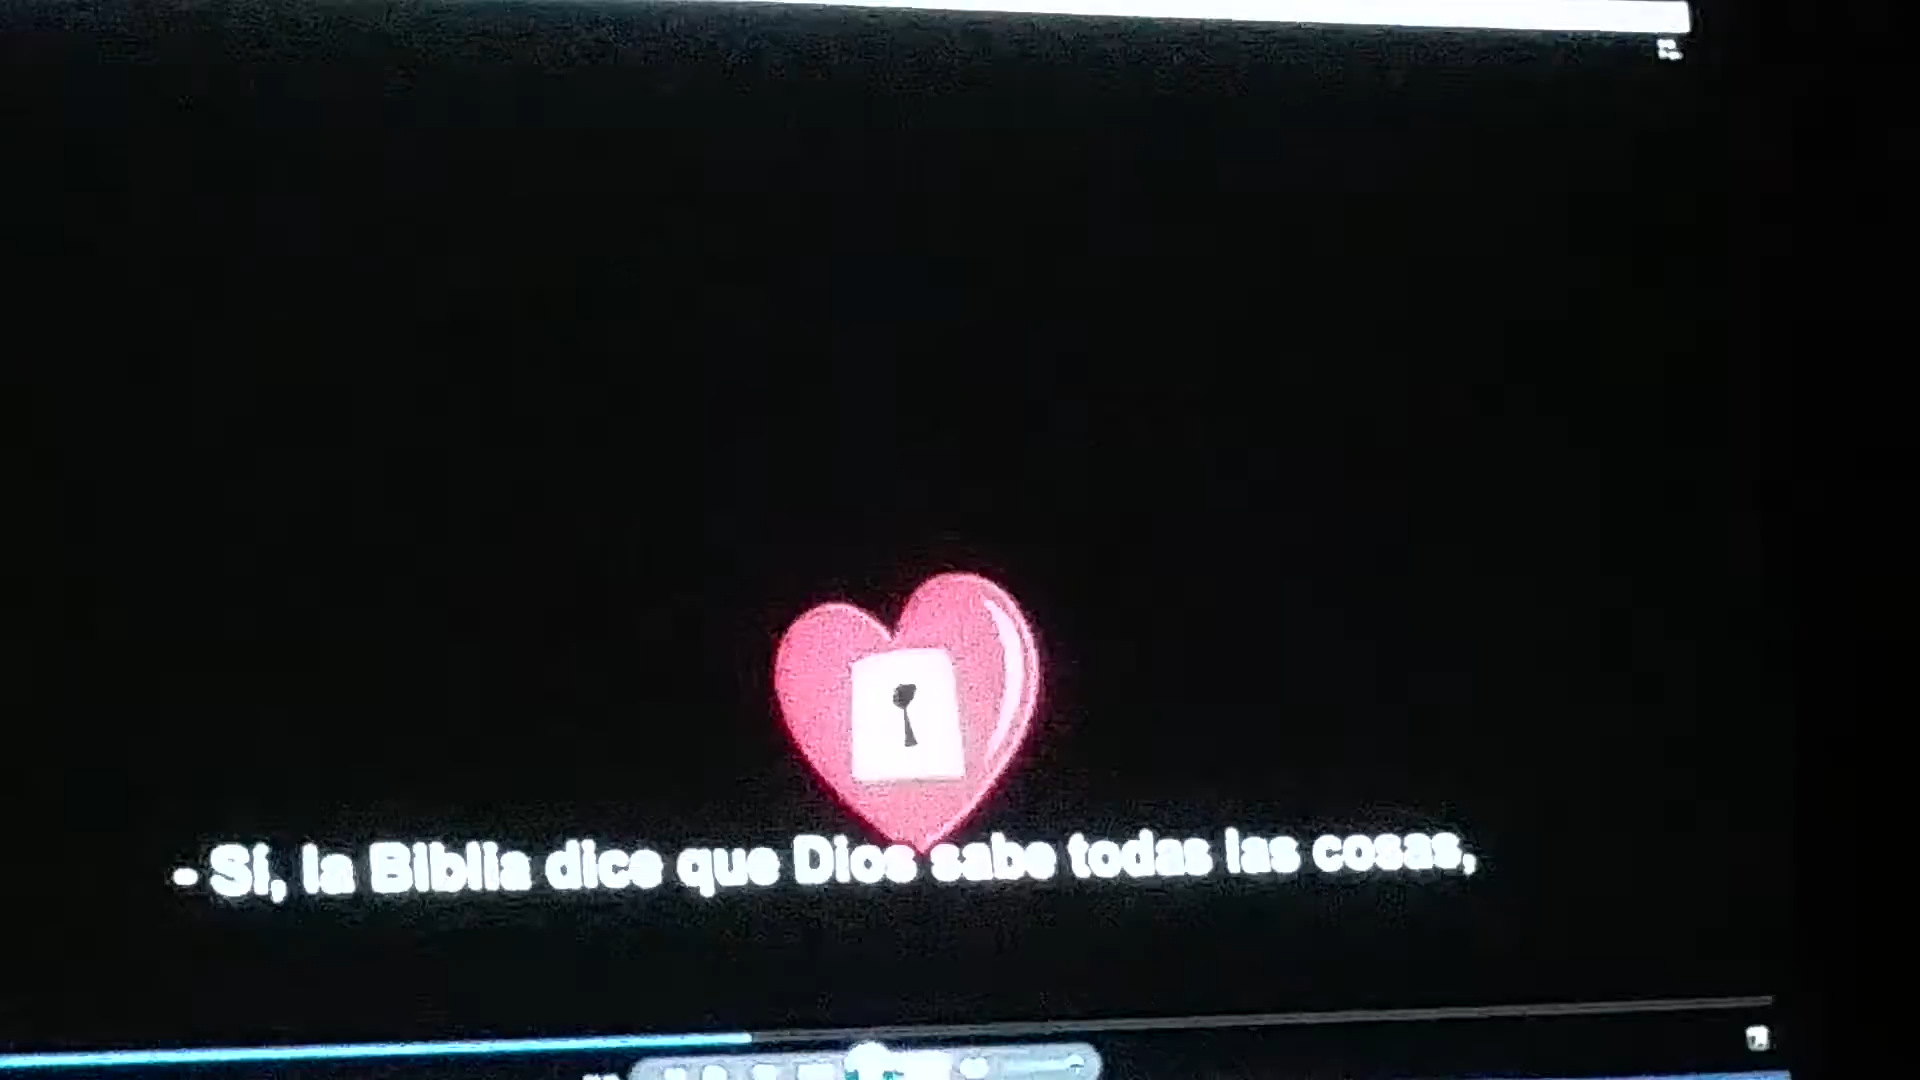 - Sí, la Biblia dice que Dios sabe todas las cosas,